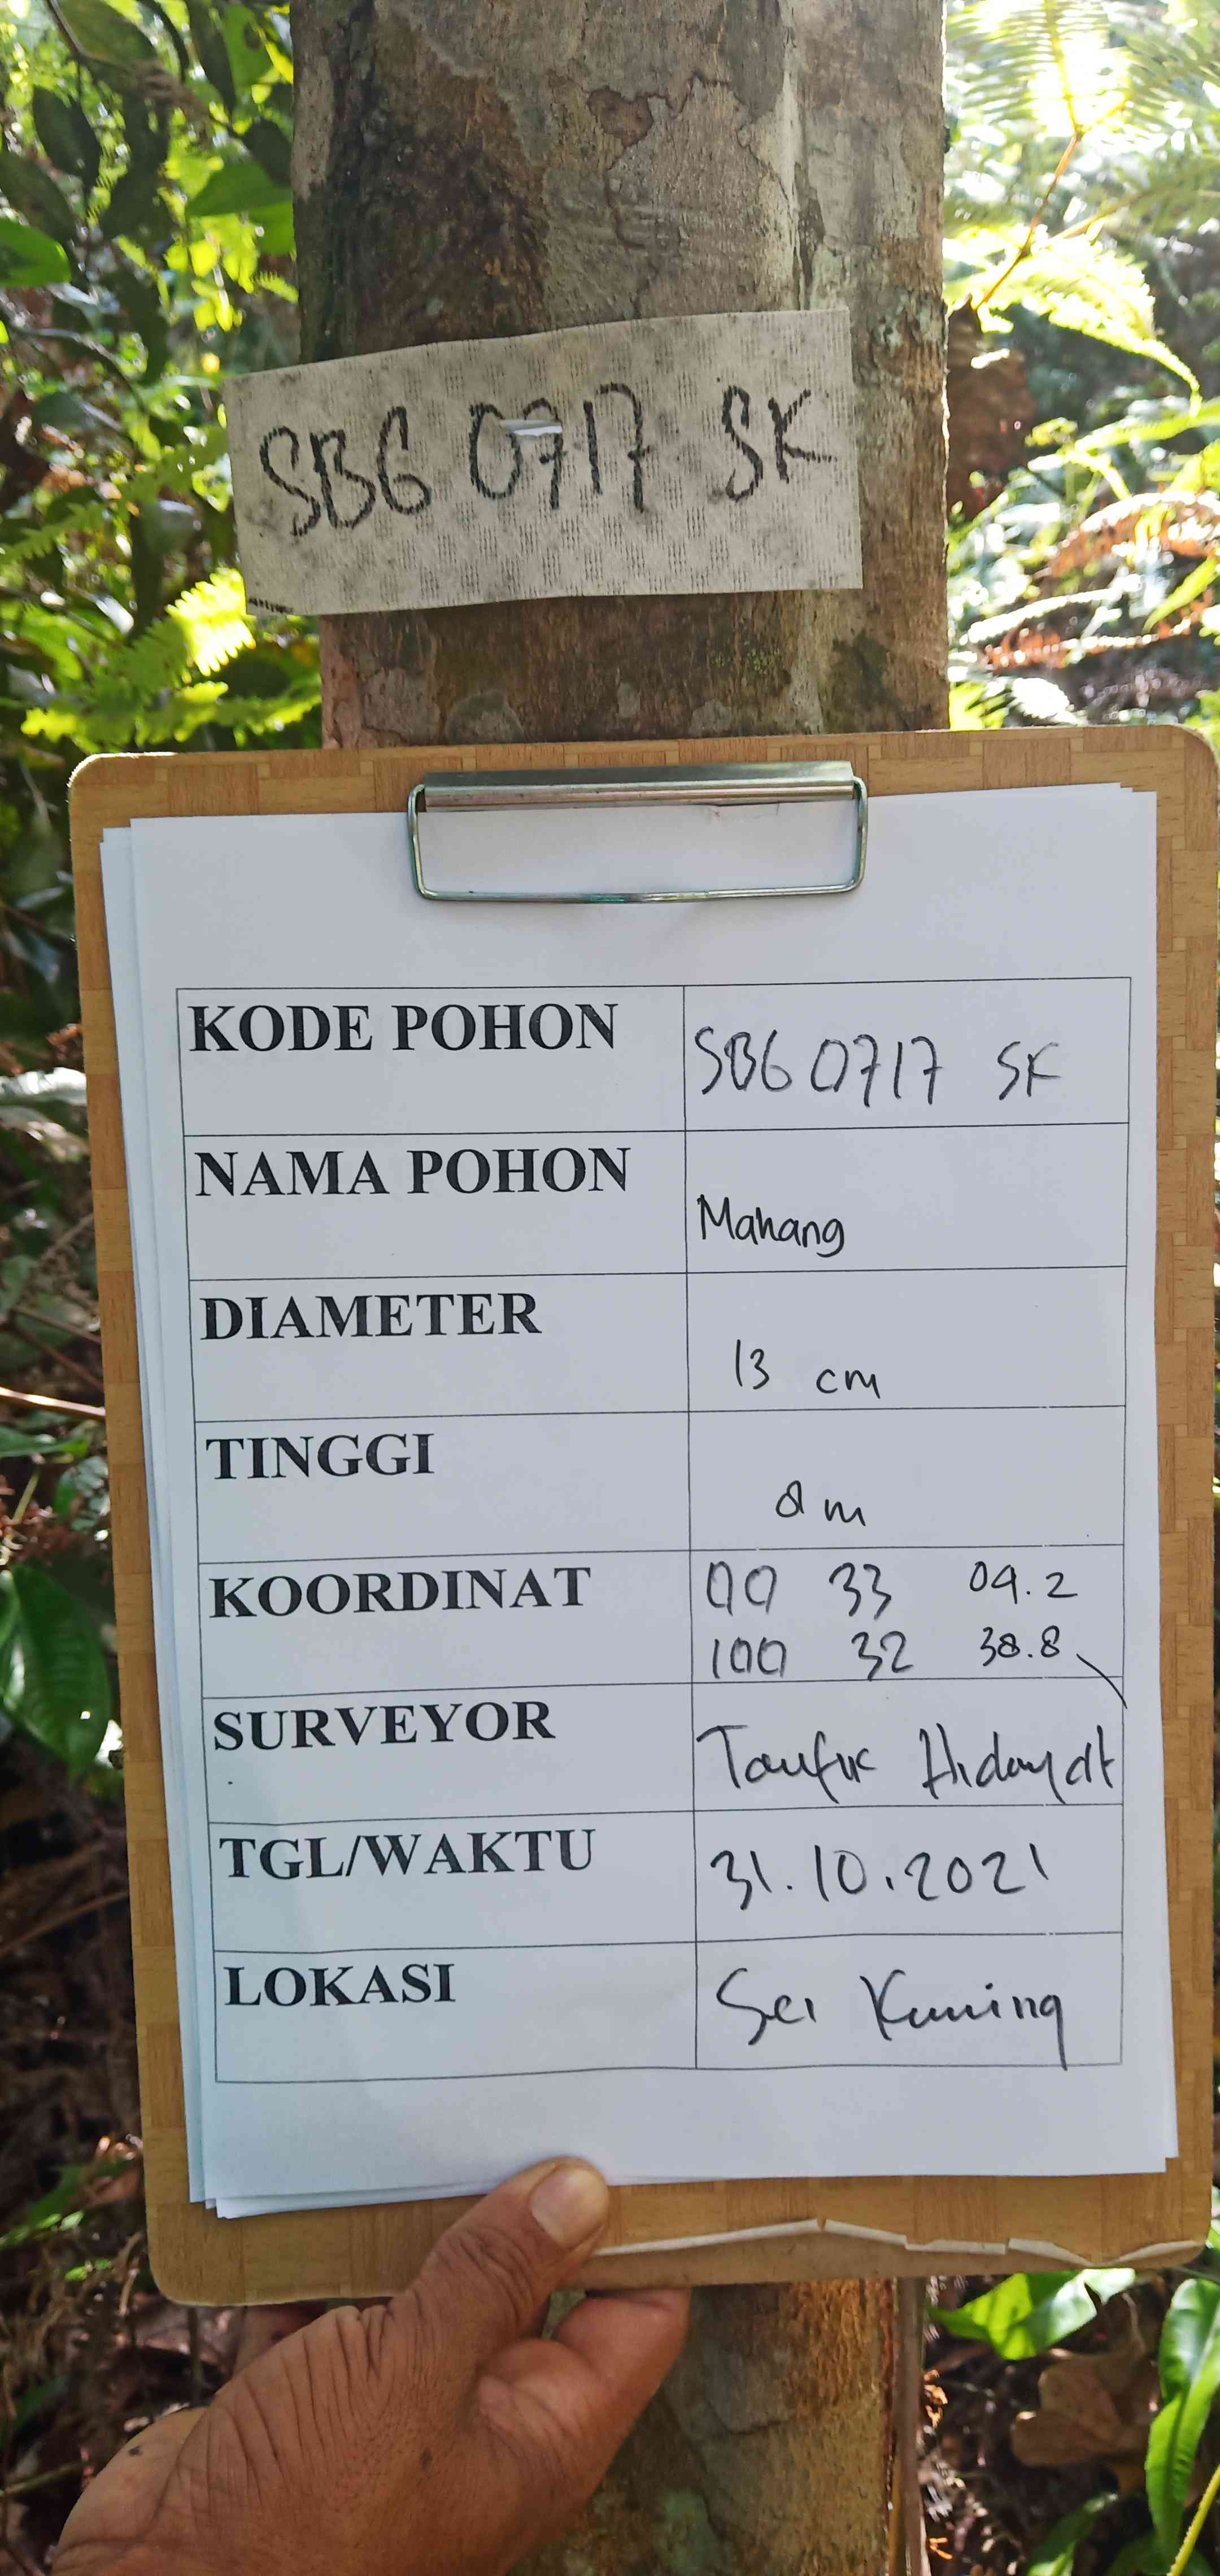 SBG 0717 SK
KODE POHON SBG 0717 SK
NAMA POHON Mahang
DIAMETER 13 cm
TINGGI 8 m
KOORDINAT 00 33 04.2
100 32 38.8
SURVEYOR Taufik Hidayat
TGL/WAKTU 31.10.2021
LOKASI Sei Kuning